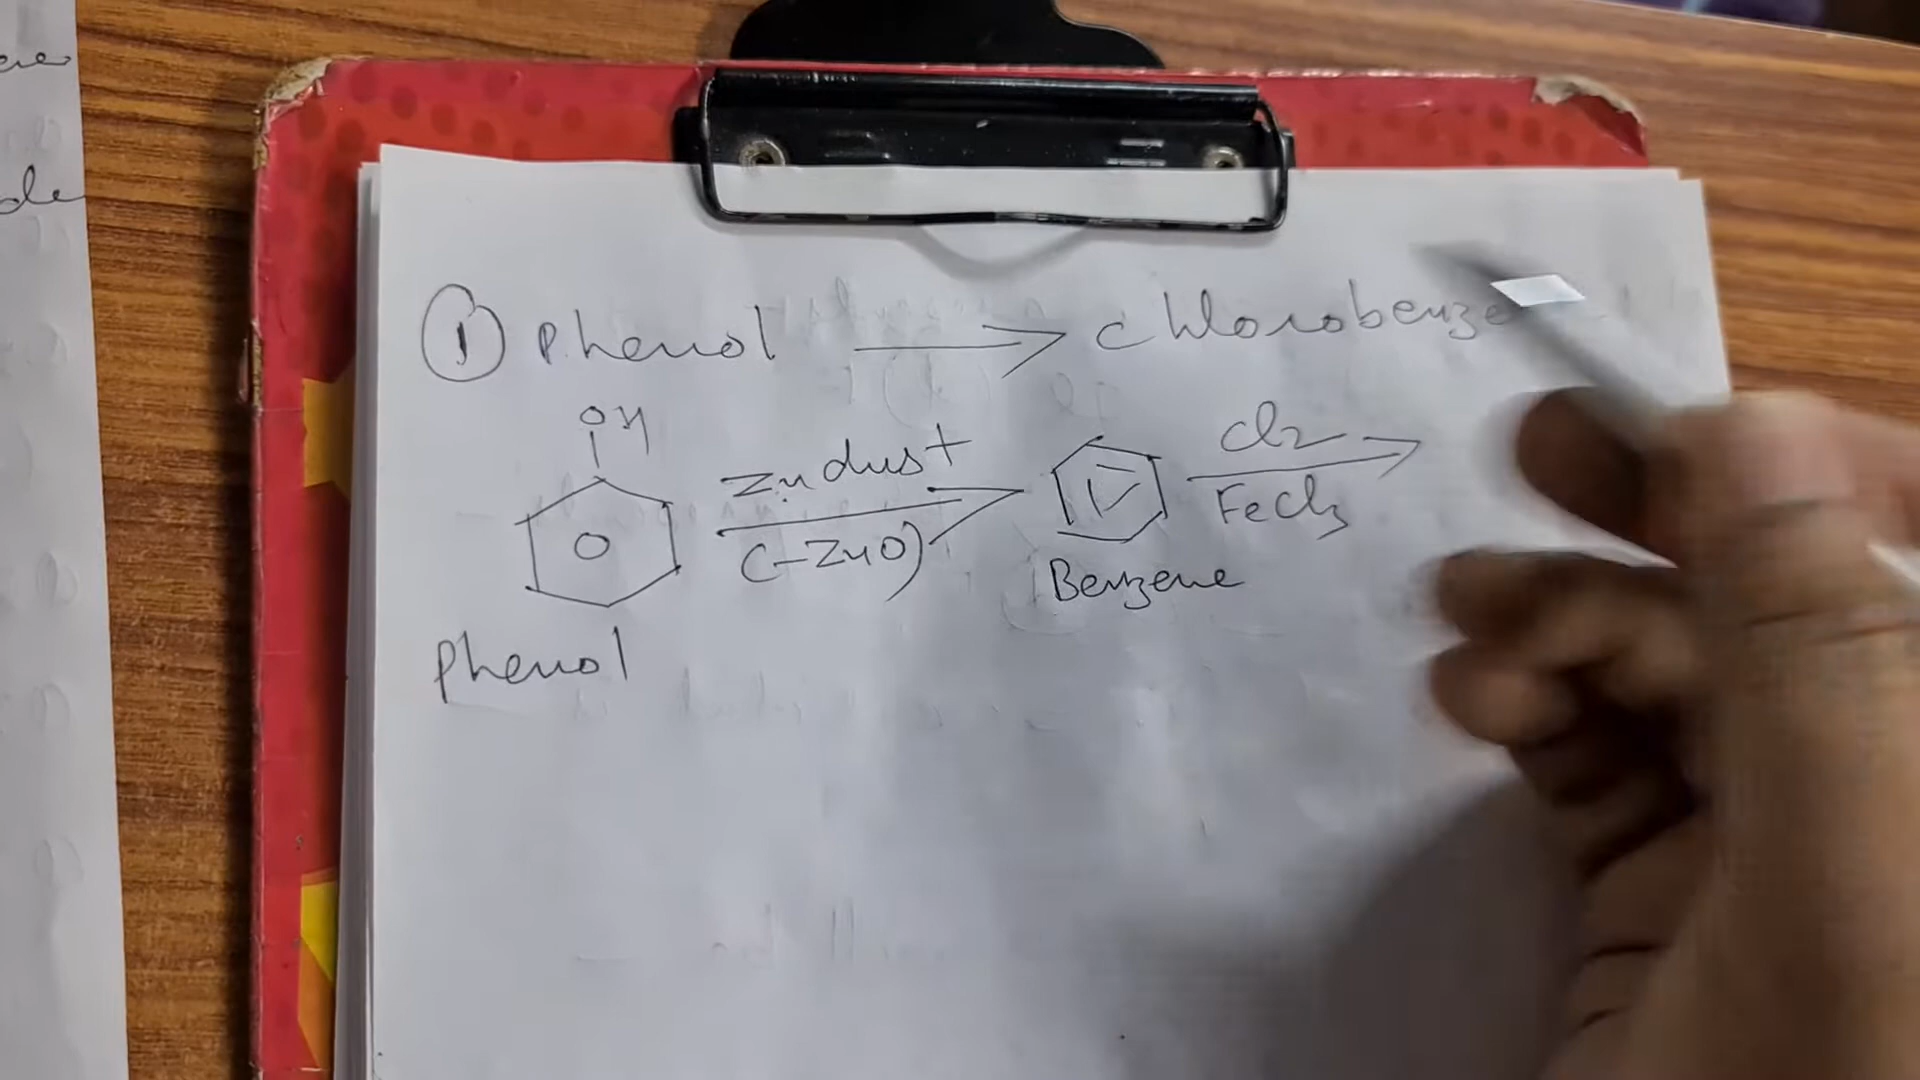 ① Phenol → chlorobenze
OH
Zn dust
Cl2
(-ZnO)
FeCl3
Benzene
Phenol